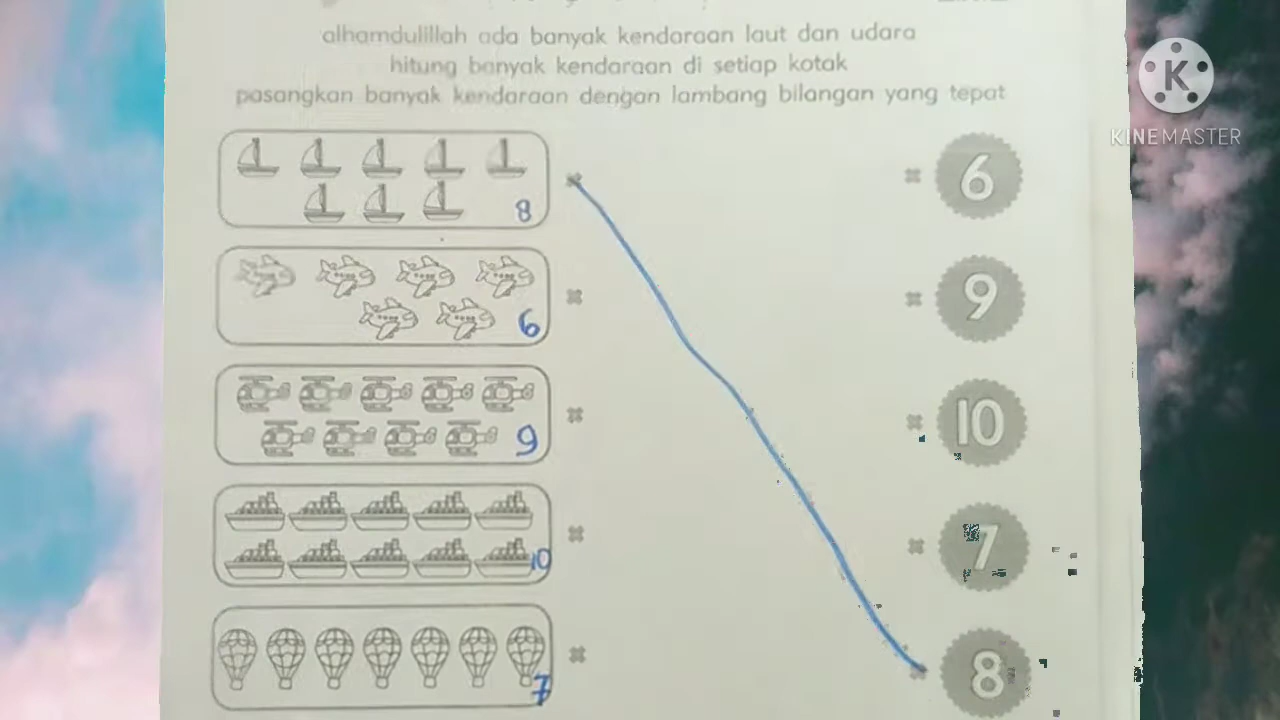 alhamdulillah ada banyak kendaraan laut dan udara
hitung banyak kendaraan di setiap kotak
pasangkan banyak kendaraan dengan lambang bilangan yang tepat
K
KINEMASTER
8
6
6
9
9
10
10
7
7
8